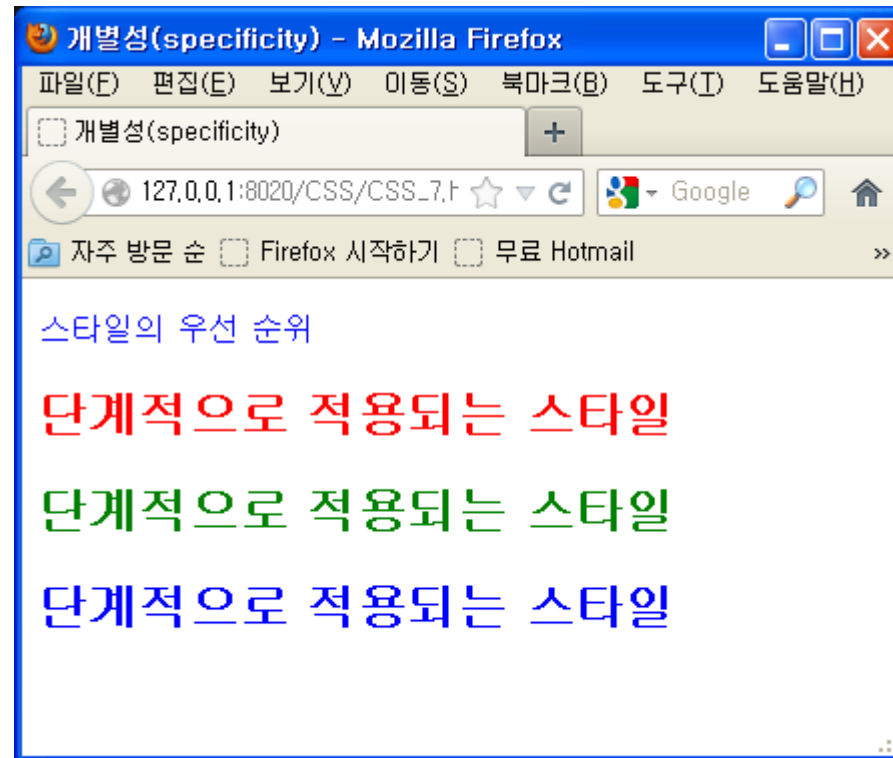 개별성(specificity) - Mozilla Firefox
파일(F) 편집(E) 보기(V) 이동(S) 북마크(B) 도구(T) 도움말(H)
개별성(specificity) +
127.0.0.1:8020/CSS/CSS_7.h Google
자주 방문 순 Firefox 시작하기 무료 Hotmail »
스타일의 우선 순위
단계적으로 적용되는 스타일
단계적으로 적용되는 스타일
단계적으로 적용되는 스타일